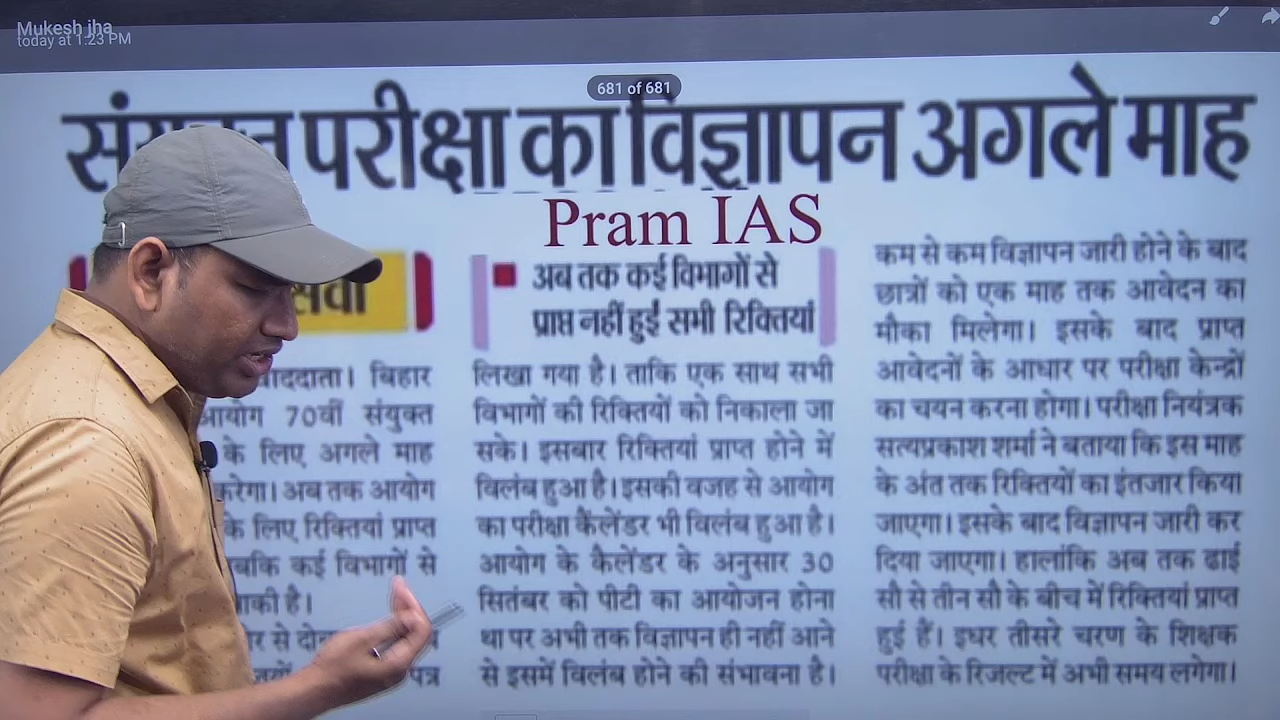 Mukesh jha
today at 1:23 PM
681 of 681
परीक्षा का विज्ञापन अगले माह
Pram IAS
सेवा
अब तक कई विभागों से
प्राप्त नहीं हुईं सभी रिक्तियां
बिहार
70वीं संयुक्त
के लिए अगले माह
करेगा। अब तक आयोग
के लिए रिक्तियां प्राप्त
कई विभागों से
है।
से
पत्र
लिखा गया है। ताकि एक साथ सभी
विभागों की रिक्तियों को निकाला जा
सके। इसबार रिक्तियां प्राप्त होने में
विलंब हुआ है। इसकी वजह से आयोग
का परीक्षा कैलेंडर भी विलंब हुआ है।
आयोग के कैलेंडर के अनुसार 30
सितंबर को पीटी का आयोजन होना
था पर अभी तक विज्ञापन ही नहीं आने
से इसमें विलंब होने की संभावना है।
कम से कम विज्ञापन जारी होने के बाद
छात्रों को एक माह तक आवेदन का
मौका मिलेगा। इसके बाद प्राप्त
आवेदनों के आधार पर परीक्षा केन्द्रों
का चयन करना होगा। परीक्षा नियंत्रक
सत्यप्रकाश शर्मा ने बताया कि इस माह
के अंत तक रिक्तियों का इंतजार किया
जाएगा। इसके बाद विज्ञापन जारी कर
दिया जाएगा। हालांकि अब तक ढाई
सौ से तीन सौ के बीच में रिक्तियां प्राप्त
हुई हैं। इधर तीसरे चरण के शिक्षक
परीक्षा के रिजल्ट में अभी समय लगेगा।